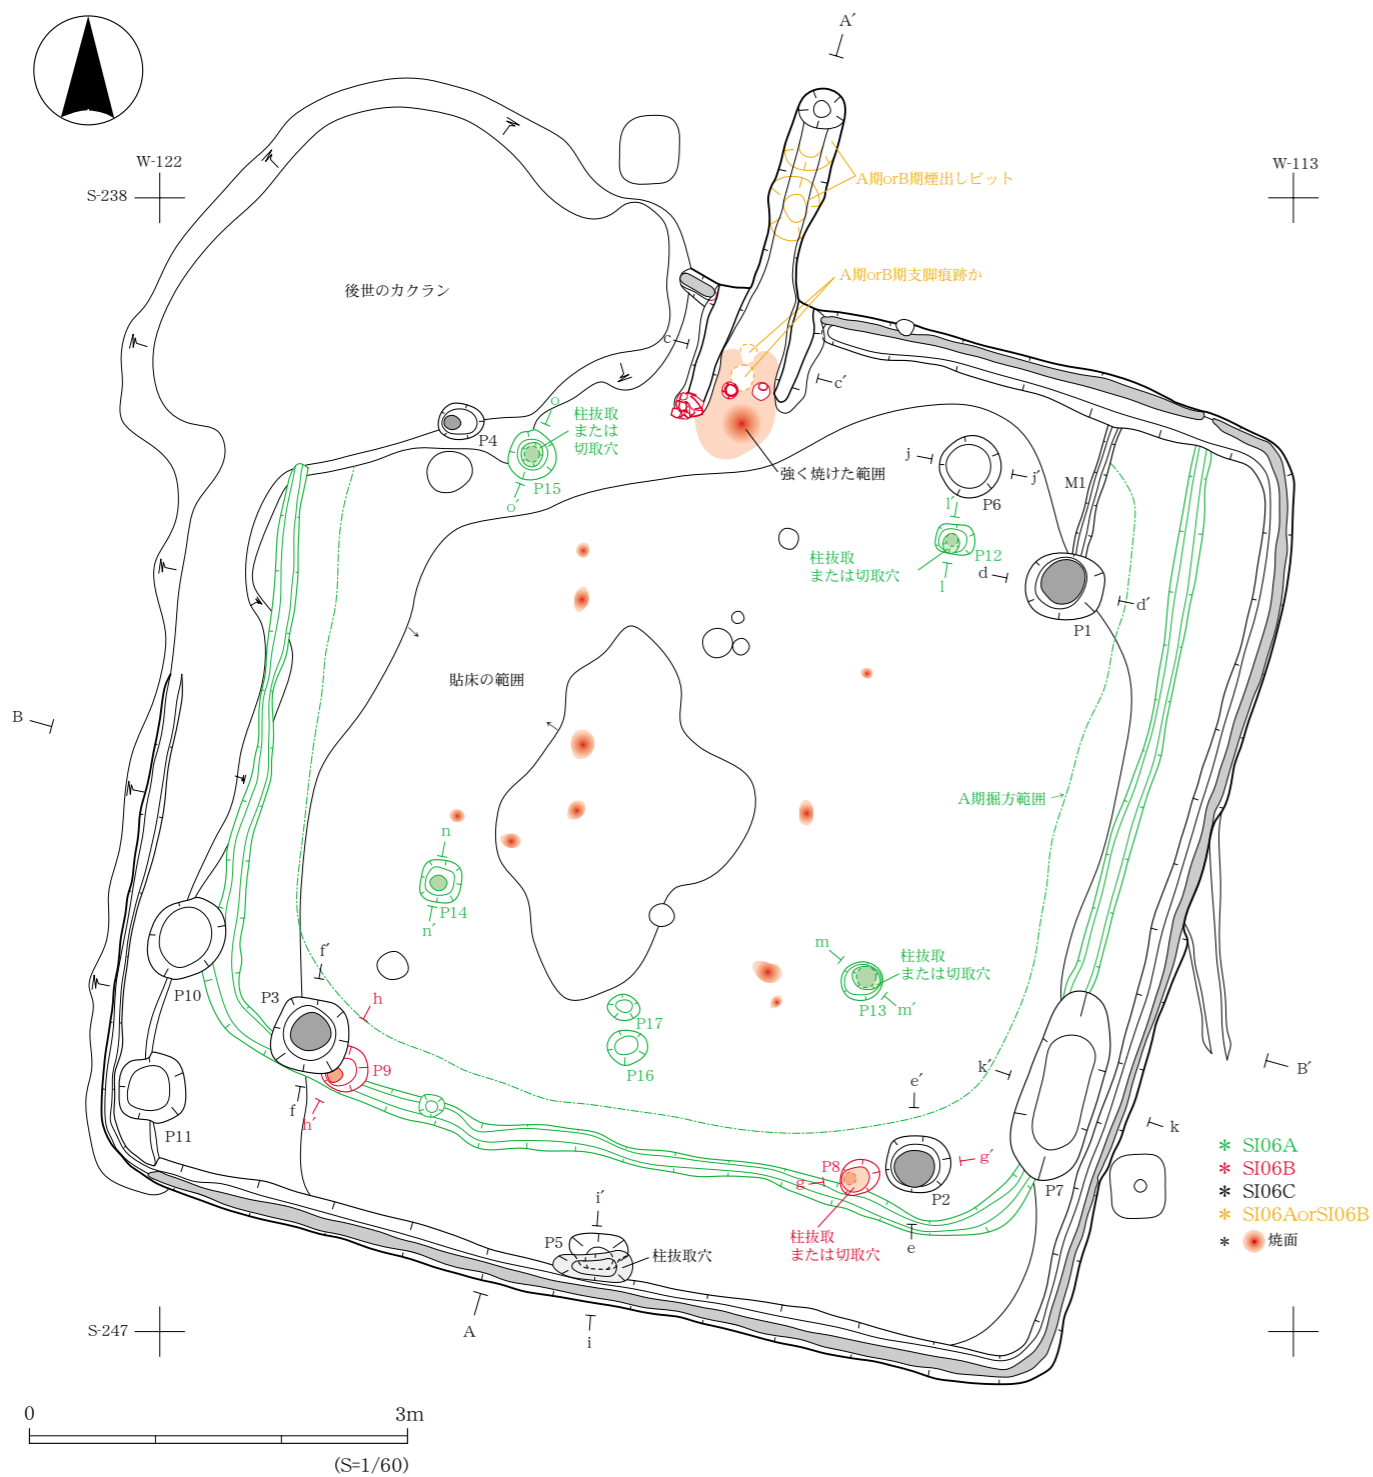 A′
W-122
S-238
W-113
A期orB期煙出しピット
A期orB期支脚痕跡か
後世のカクラン
c
c′
P4
o
柱抜取
または
切取穴
P15
o′
強く焼けた範囲
j
j′
P6
M1
l′
P12
柱抜取
または切取穴
l
d
d′
P1
貼床の範囲
B
A期掘方範囲
n
P14
n′
m
柱抜取
または切取穴
P13
m′
P10
P3
f′
h
P17
P16
P9
f
h′
P11
k′
B′
k
e′
P8
g
g′
P2
P7
e
柱抜取
または切取穴
i′
P5
柱抜取穴
A
i
S-247
* SI06A
* SI06B
* SI06C
* SI06AorSI06B
* 焼面
0 3m
(S=1/60)